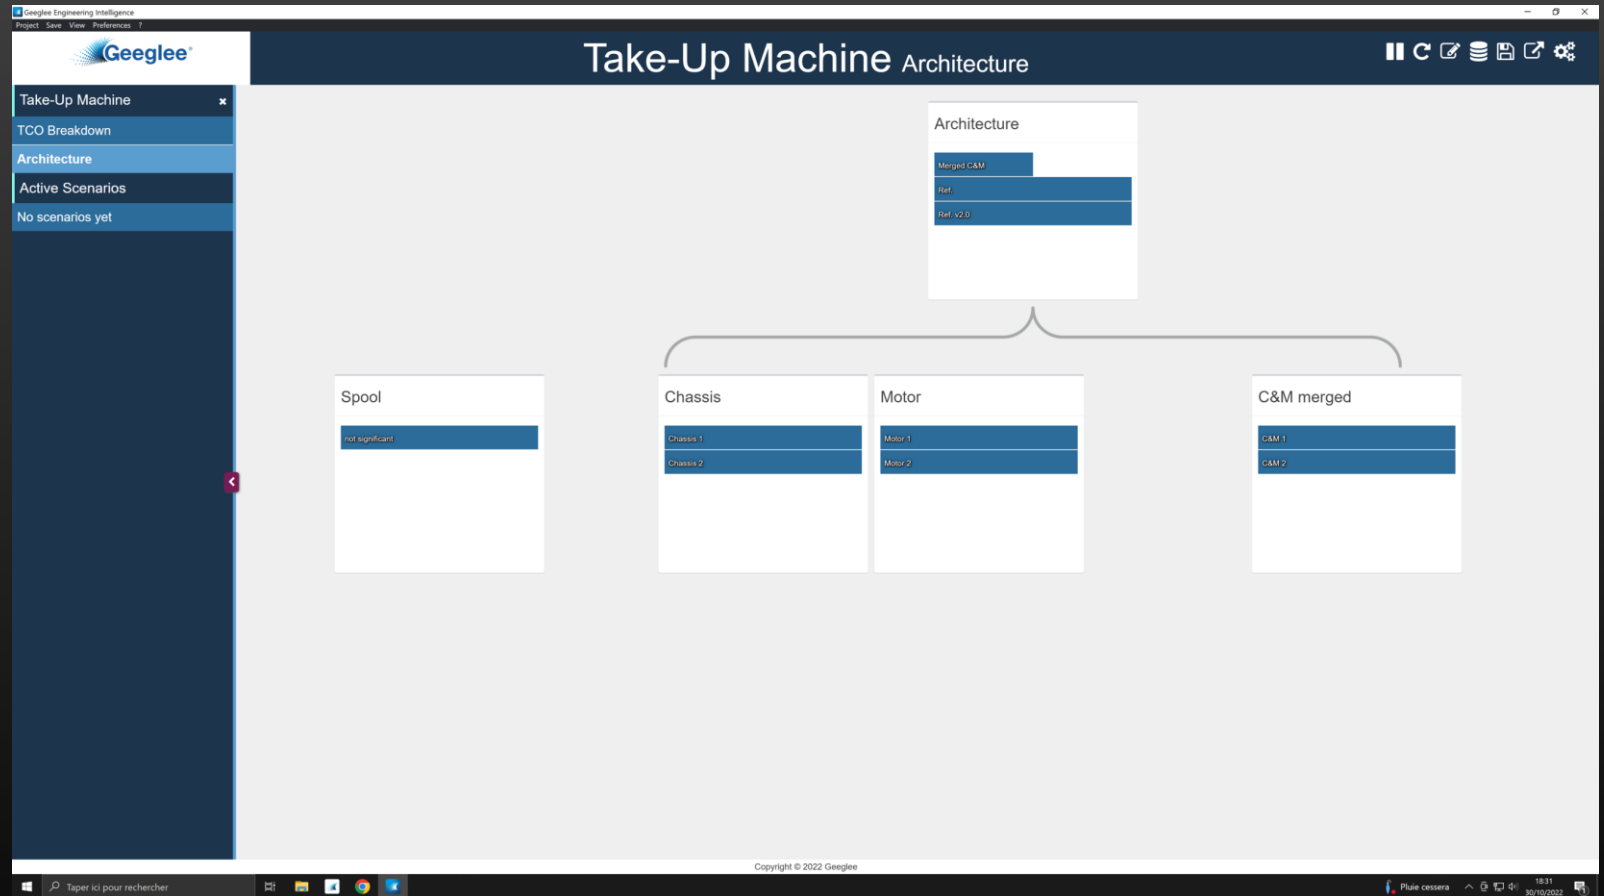 Geeglee Engineering Intelligence
Project Save View Preferences ?
Geeglee®
Take-Up Machine Architecture
Take-Up Machine
TCO Breakdown
Architecture
Active Scenarios
No scenarios yet
Architecture
Merged C&M
Ref.
Ref. v2.0
Spool
not significant
Chassis
Chassis 1
Chassis 2
Motor
Motor 1
Motor 2
C&M merged
C&M 1
C&M 2
Copyright © 2022 Geeglee
Taper ici pour rechercher
Pluie cessera
18:31
30/10/2022